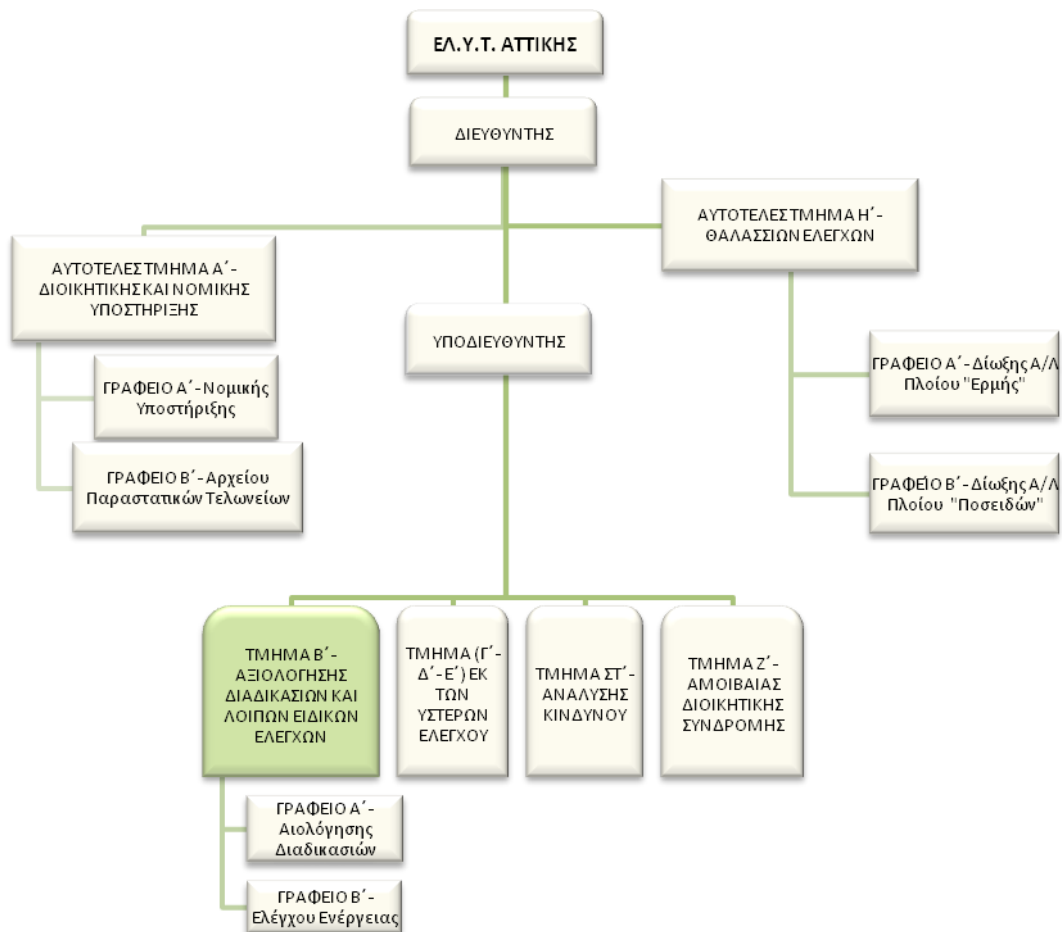 ΕΛ.Υ.Τ. ΑΤΤΙΚΗΣ
ΔΙΕΥΘΥΝΤΗΣ
ΑΥΤΟΤΕΛΕΣ ΤΜΗΜΑ Α΄-
ΔΙΟΙΚΗΤΙΚΗΣ ΚΑΙ ΝΟΜΙΚΗΣ
ΥΠΟΣΤΗΡΙΞΗΣ
ΓΡΑΦΕΙΟ Α΄- Νομικής
Υποστήριξης
ΓΡΑΦΕΙΟ Β΄- Αρχείου
Παραστατικών Τελωνείων
ΥΠΟΔΙΕΥΘΥΝΤΗΣ
ΑΥΤΟΤΕΛΕΣ ΤΜΗΜΑ Η΄-
ΘΑΛΑΣΣΙΩΝ ΕΛΕΓΧΩΝ
ΓΡΑΦΕΙΟ Α΄- Δίωξης Α/Λ
Πλοίου "Ερμής"
ΓΡΑΦΕΊΟ Β΄- Δίωξης Α/Λ
Πλοίου "Ποσειδών"
ΤΜΗΜΑ Β΄-
ΑΞΙΟΛΟΓΗΣΗΣ
ΔΙΑΔΙΚΑΣΙΩΝ ΚΑΙ
ΛΟΙΠΩΝ ΕΙΔΙΚΩΝ
ΕΛΕΓΧΩΝ
ΓΡΑΦΕΙΟ Α΄-
Αιολόγησης
Διαδικασιών
ΓΡΑΦΕΙΟ Β΄-
Ελέγχου Ενέργειας
ΤΜΗΜΑ (Γ΄-
Δ΄- Ε΄) ΕΚ
ΤΩΝ
ΥΣΤΕΡΩΝ
ΕΛΕΓΧΟΥ
ΤΜΗΜΑ ΣΤ΄-
ΑΝΑΛΥΣΗΣ
ΚΙΝΔΥΝΟΥ
ΤΜΗΜΑ Ζ΄-
ΑΜΟΙΒΑΙΑΣ
ΔΙΟΙΚΗΤΙΚΗΣ
ΣΥΝΔΡΟΜΗΣ